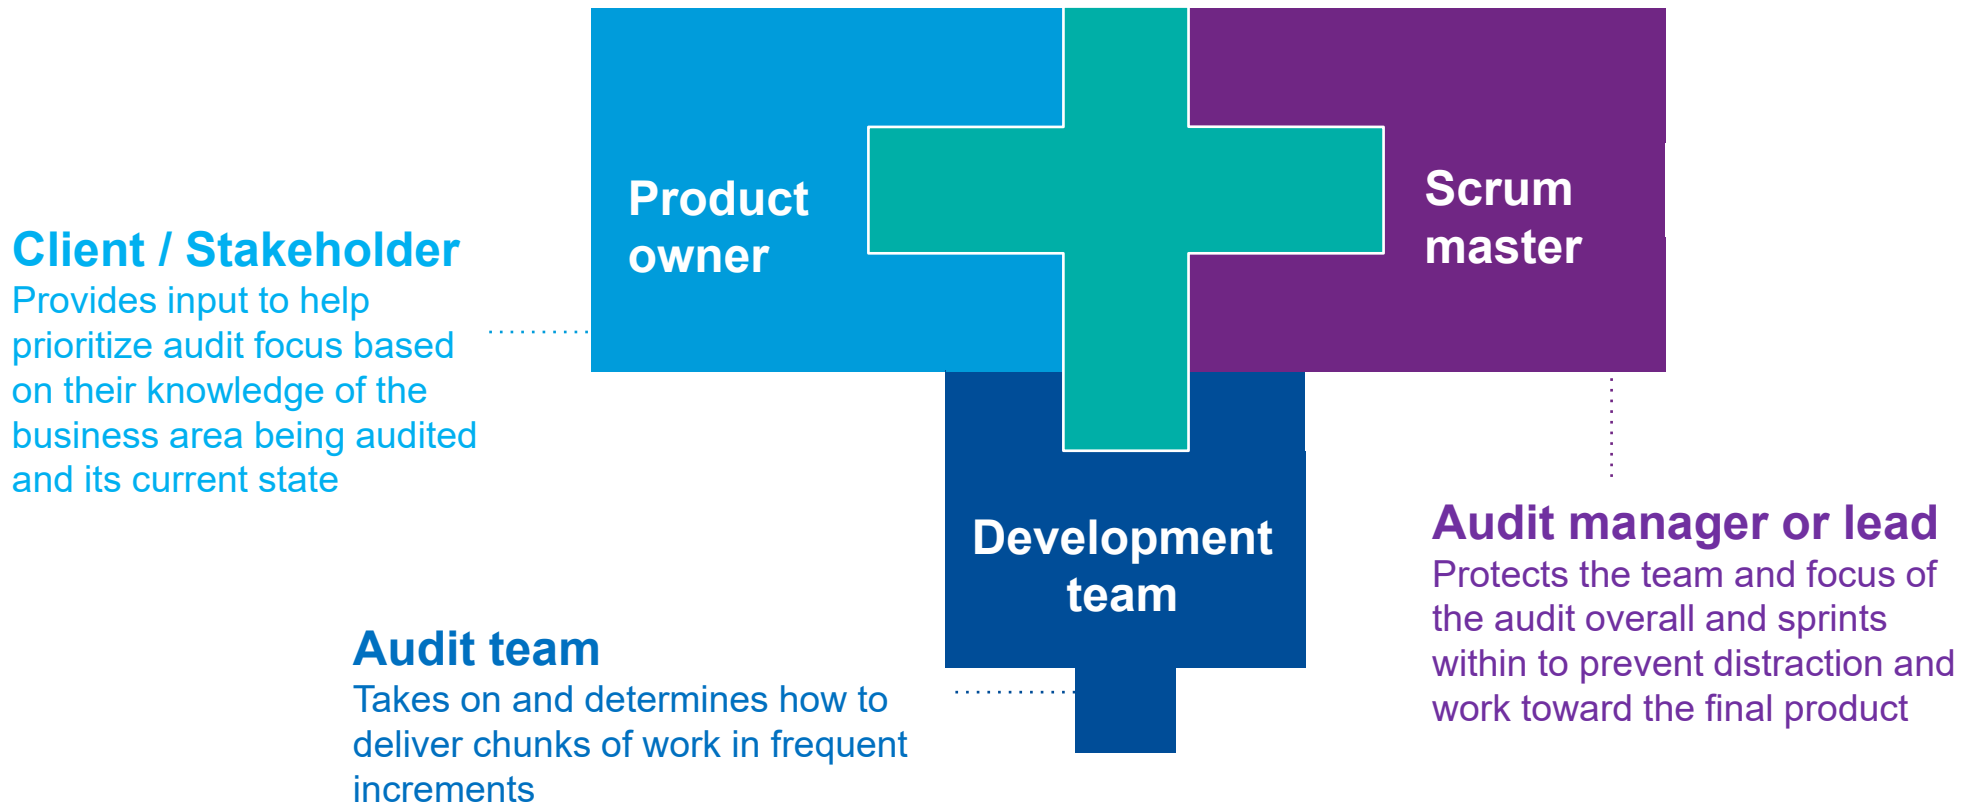 Product
owner
Scrum
master
Client / Stakeholder
Provides input to help
prioritize audit focus based
on their knowledge of the
business area being audited
and its current state
Development
team
Audit manager or lead
Protects the team and focus of
the audit overall and sprints
within to prevent distraction and
work toward the final product
Audit team
Takes on and determines how to
deliver chunks of work in frequent
increments